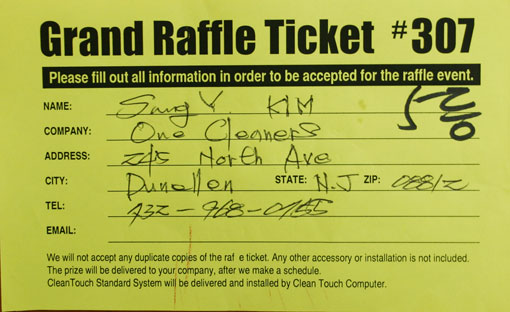 Grand Raffle Ticket #307
Please fill out all information in order to be accepted for the raffle event.
NAME: Sang Y. KIM
COMPANY: One Cleaners
ADDRESS: 245 North Ave
CITY: Dunellen STATE: N.J ZIP: 08812
TEL: 732-968-0155
EMAIL:
We will not accept any duplicate copies of the raf e ticket. Any other accessory or installation is not included.
The prize will be delivered to your company, after we make a schedule.
CleanTouch Standard System will be delivered and installed by Clean Touch Computer.